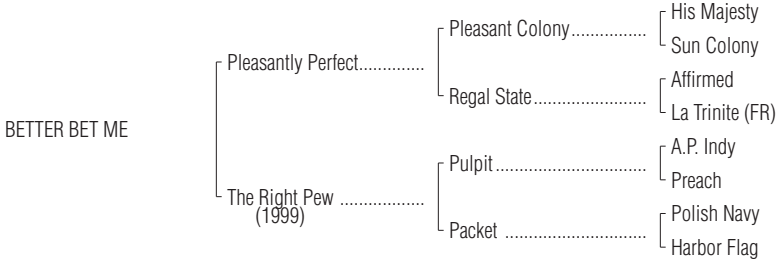 His Majesty
Pleasant Colony...............
Sun Colony
Pleasantly Perfect.............
Affirmed
Regal State......................
La Trinite (FR)
BETTER BET ME
A.P. Indy
Pulpit..............................
Preach
The Right Pew ................
(1999)
Polish Navy
Packet ............................
Harbor Flag